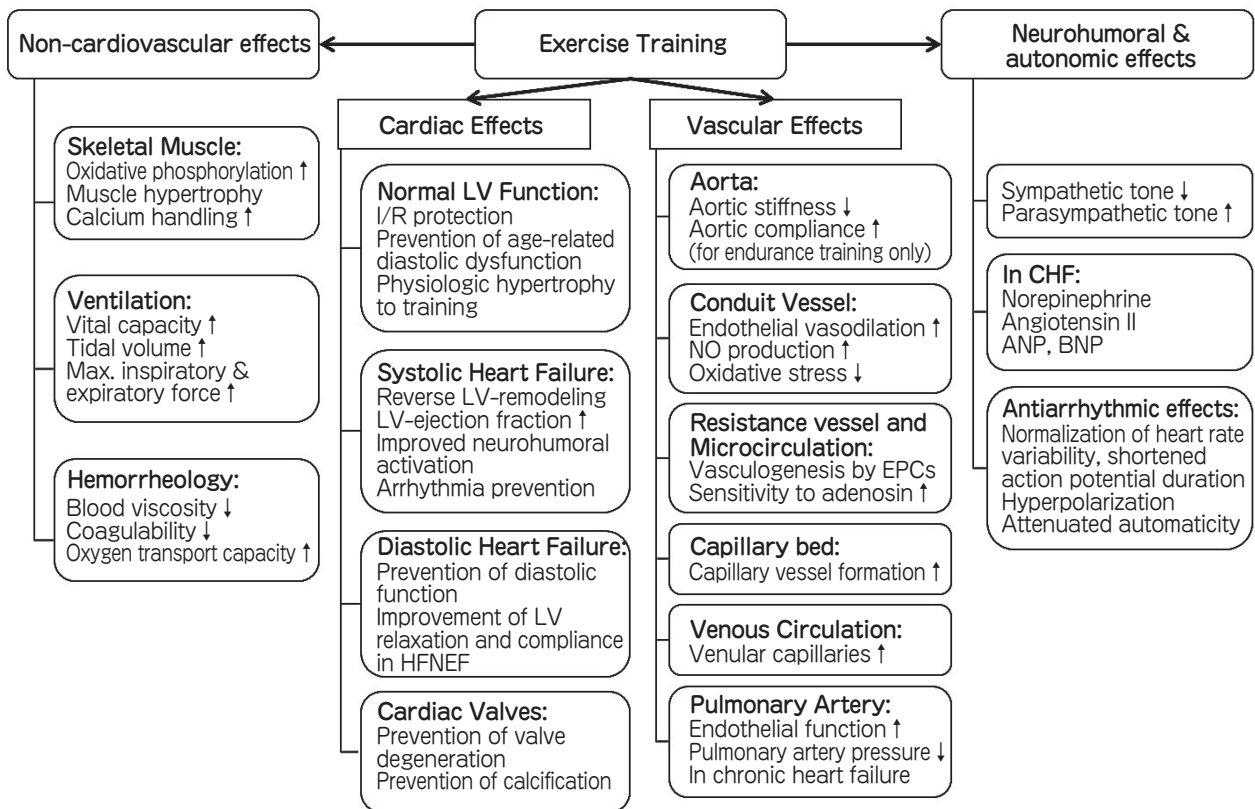 Non-cardiovascular effects
Exercise Training
Neurohumoral &
autonomic effects
Skeletal Muscle:
Oxidative phosphorylation ↑
Muscle hypertrophy
Calcium handling ↑
Ventilation:
Vital capacity ↑
Tidal volume ↑
Max. inspiratory &
expiratory force ↑
Hemorrheology:
Blood viscosity ↓
Coagulability ↓
Oxygen transport capacity ↑
Cardiac Effects
Normal LV Function:
I/R protection
Prevention of age-related
diastolic dysfunction
Physiologic hypertrophy
to training
Systolic Heart Failure:
Reverse LV-remodeling
LV-ejection fraction ↑
Improved neurohumoral
activation
Arrhythmia prevention
Diastolic Heart Failure:
Prevention of diastolic
function
Improvement of LV
relaxation and compliance
in HFNEF
Cardiac Valves:
Prevention of valve
degeneration
Prevention of calcification
Vascular Effects
Aorta:
Aortic stiffness ↓
Aortic compliance ↑
(for endurance training only)
Conduit Vessel:
Endothelial vasodilation ↑
NO production ↑
Oxidative stress ↓
Resistance vessel and
Microcirculation:
Vasculogenesis by EPCs
Sensitivity to adenosin ↑
Capillary bed:
Capillary vessel formation ↑
Venous Circulation:
Venular capillaries ↑
Pulmonary Artery:
Endothelial function ↑
Pulmonary artery pressure ↓
In chronic heart failure
Sympathetic tone ↓
Parasympathetic tone ↑
In CHF:
Norepinephrine
Angiotensin II
ANP, BNP
Antiarrhythmic effects:
Normalization of heart rate
variability, shortened
action potential duration
Hyperpolarization
Attenuated automaticity